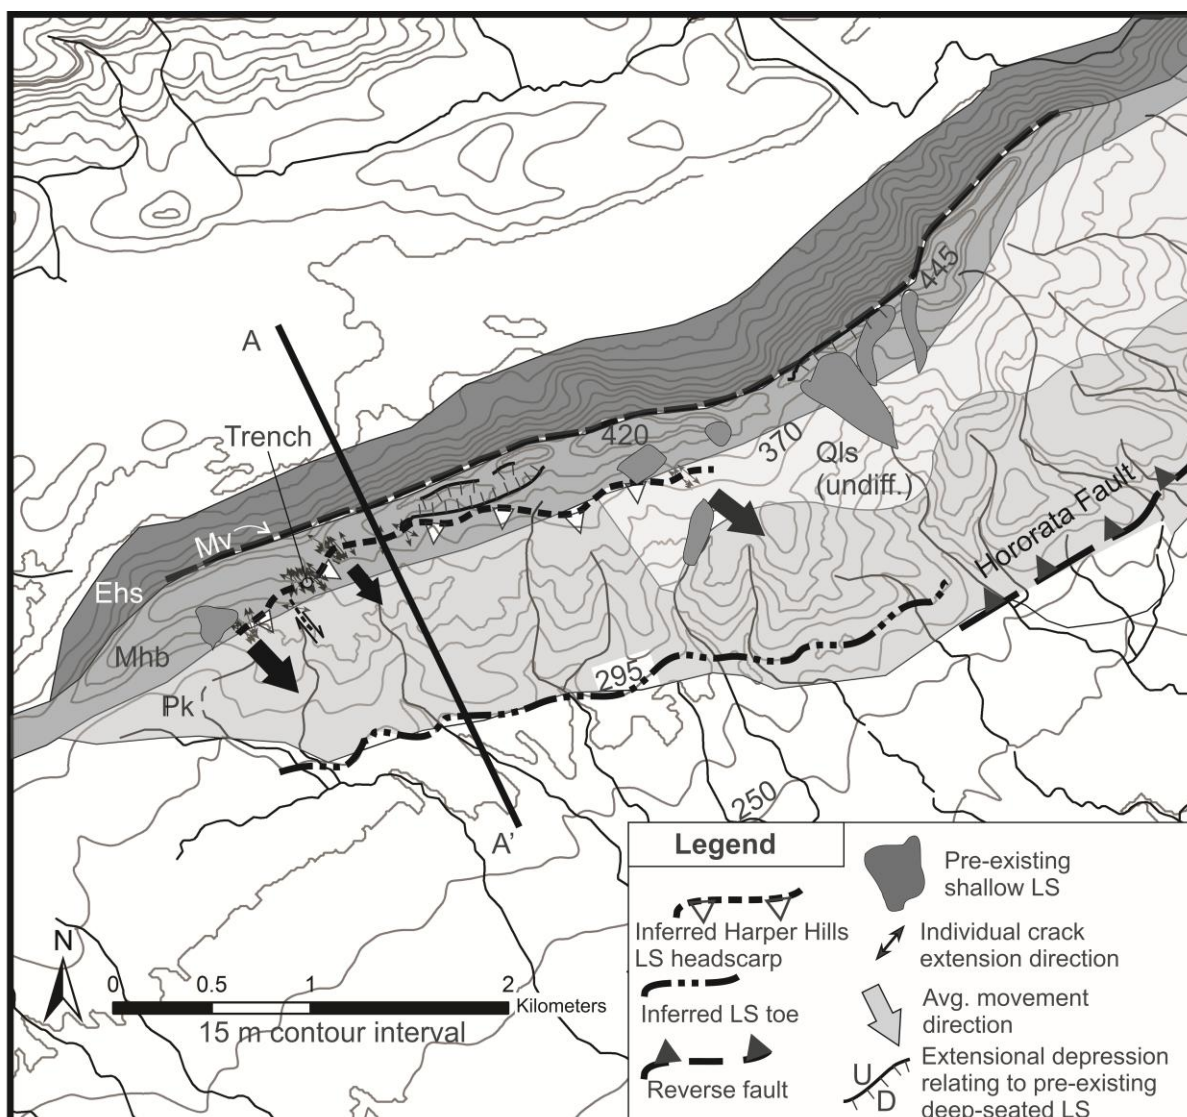 A
Trench
420
445
370
Qls
(undiff.)
Mv
Ehs
Mhb
Pk
Hororata Fault
295
250
A'
N
0 0.5 1 2
Kilometers
15 m contour interval
Legend
Inferred Harper Hills
LS headscarp
Inferred LS toe
Reverse fault
Pre-existing
shallow LS
Individual crack
extension direction
Avg. movement
direction
U
D
Extensional depression
relating to pre-existing
deep-seated LS